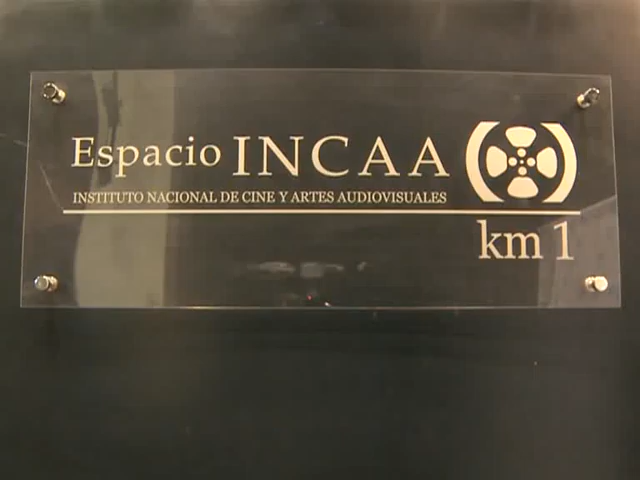 Espacio INCAA
INSTITUTO NACIONAL DE CINE Y ARTES AUDIOVISUALES
km 1